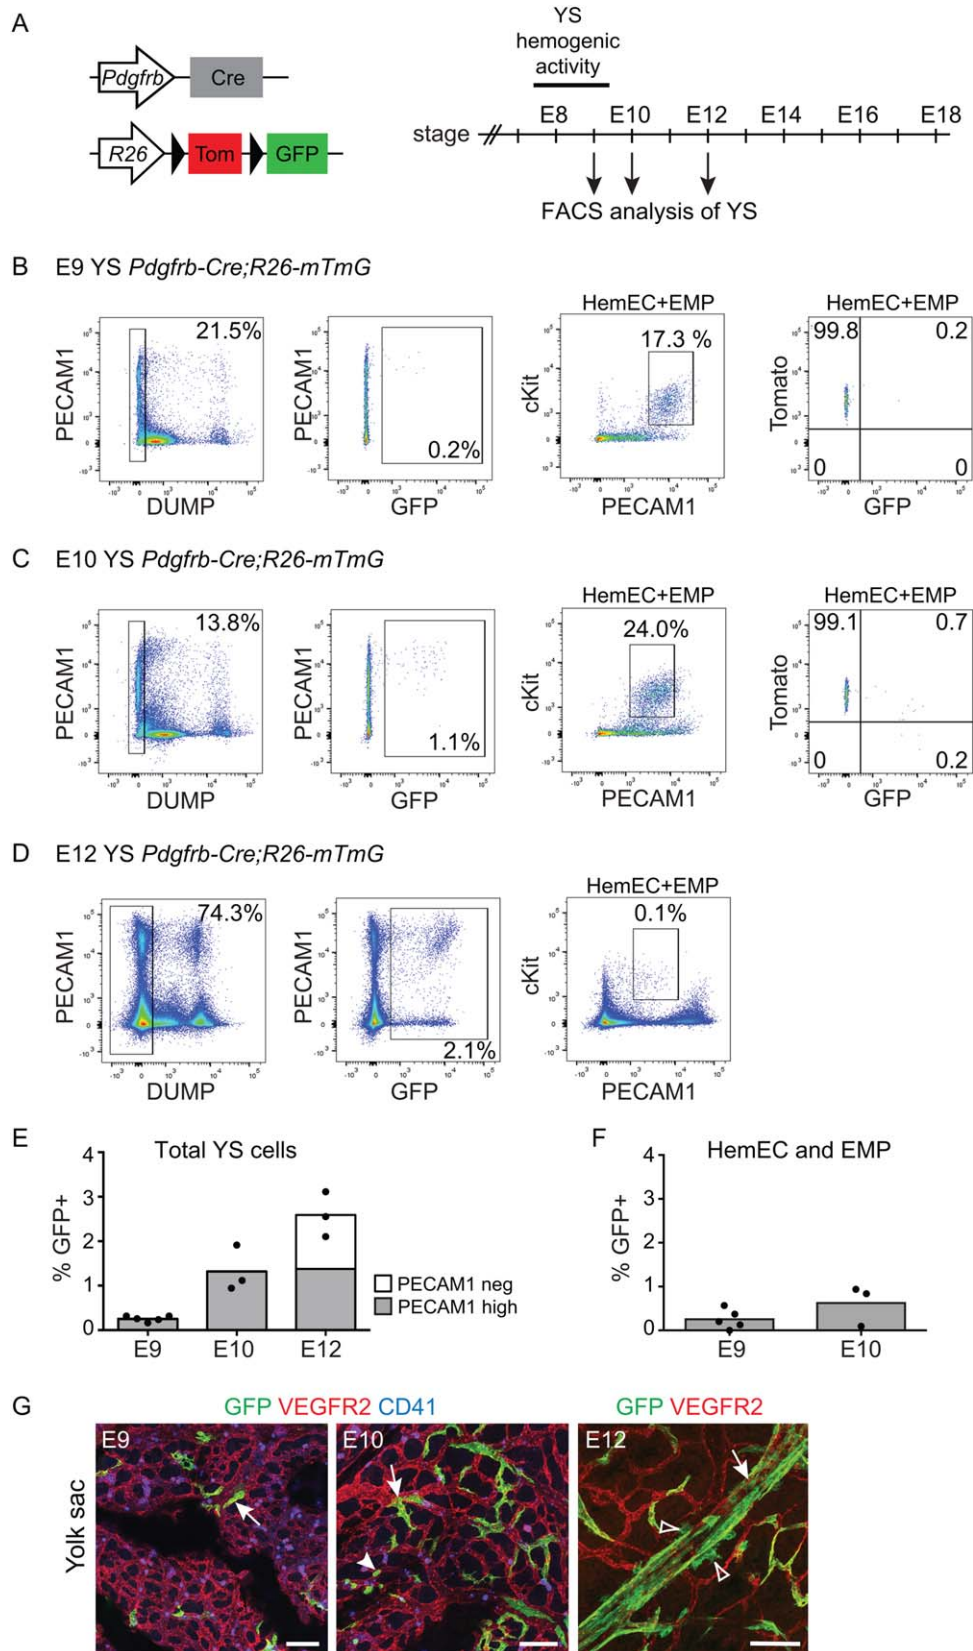 A
Pdgfrb
Cre
R26
Tom
GFP
YS
hemogenic
activity
E8 E10 E12 E14 E16 E18
stage
FACS analysis of YS
B E9 YS Pdgfrb-Cre;R26-mTmG
HemEC+EMP HemEC+EMP
21.5%
0.2%
17.3 %
99.8 0.2
0 0
PECAM1
DUMP
PECAM1
GFP
cKit
PECAM1
Tomato
GFP
C E10 YS Pdgfrb-Cre;R26-mTmG
HemEC+EMP HemEC+EMP
13.8%
1.1%
24.0%
99.1 0.7
0 0.2
PECAM1
DUMP
PECAM1
GFP
cKit
PECAM1
Tomato
GFP
D E12 YS Pdgfrb-Cre;R26-mTmG
HemEC+EMP
74.3%
2.1%
0.1%
PECAM1
DUMP
PECAM1
GFP
cKit
PECAM1
E
Total YS cells
% GFP+
4
3
2
1
0
E9 E10 E12
PECAM1 neg
PECAM1 high
F
HemEC and EMP
% GFP+
4
3
2
1
0
E9 E10
G
GFP VEGFR2 CD41
GFP VEGFR2
Yolk sac
E9
E10
E12